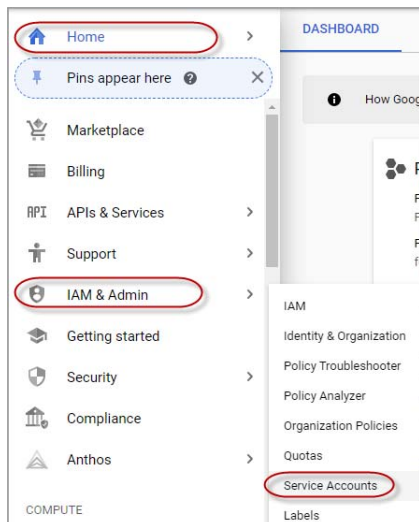 Home
DASHBOARD
Pins appear here
How Goog
Marketplace
Billing
API APIs & Services
Support
IAM & Admin
Getting started
Security
Compliance
Anthos
COMPUTE
IAM
Identity & Organization
Policy Troubleshooter
Policy Analyzer
Organization Policies
Quotas
Service Accounts
Labels